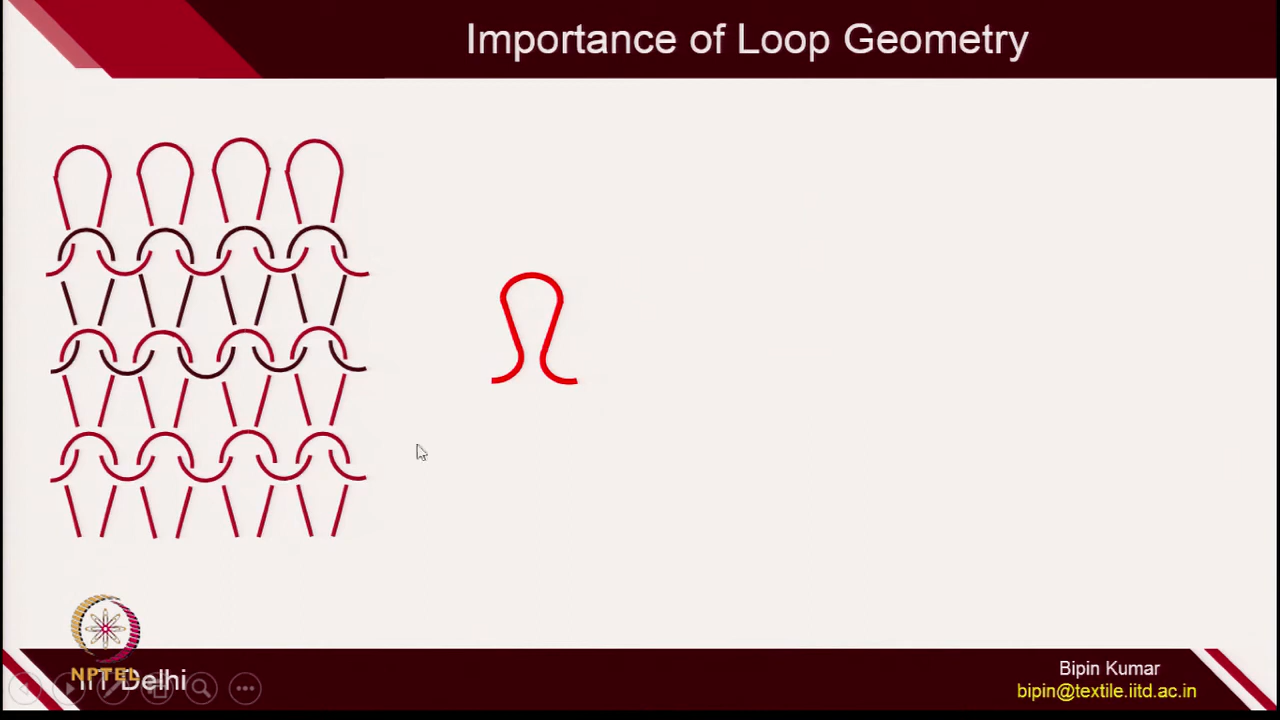 Importance of Loop Geometry
NPTEL
IIT Delhi
Bipin Kumar
bipin@textile.iitd.ac.in